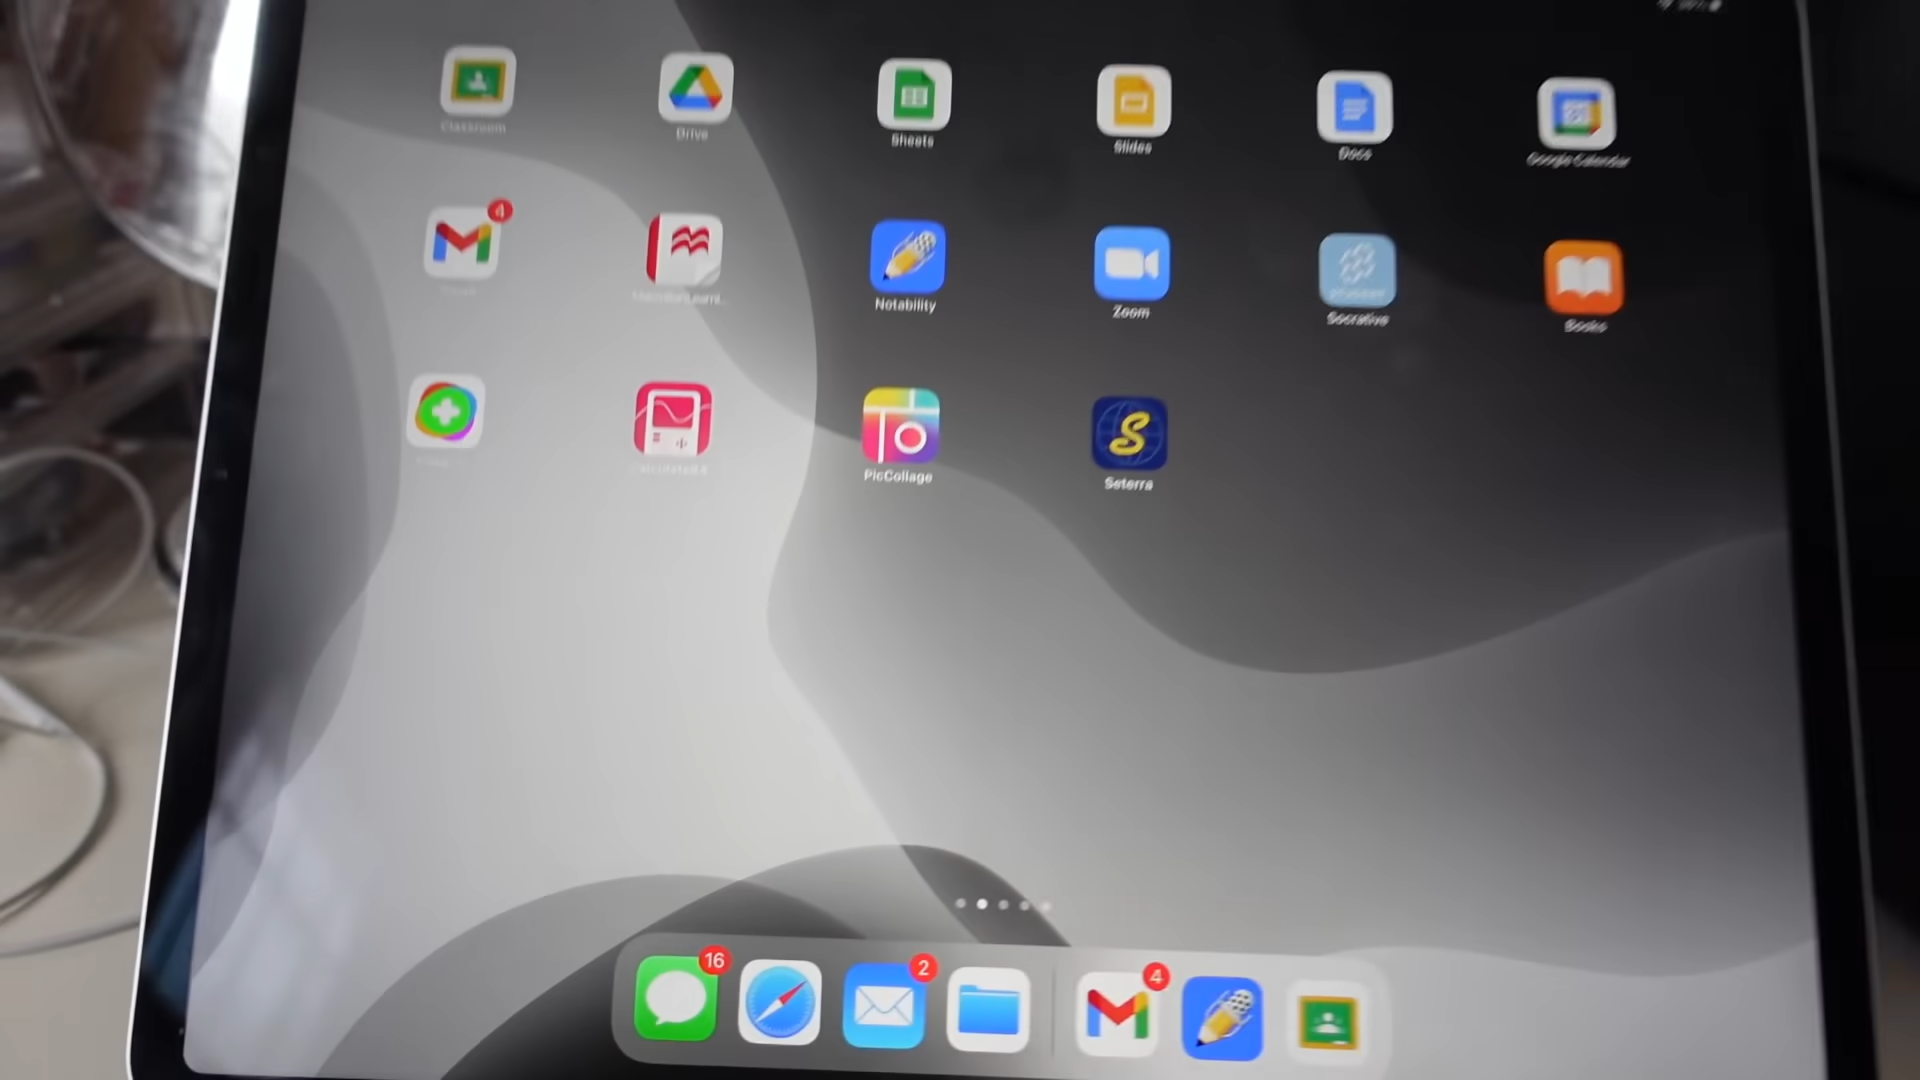 Classroom
Drive
Sheets
Slides
Docs
Google Calendar
4
Notability
Zoom
Socrative
Books
PicCollage
S
Seterra
16
2
4